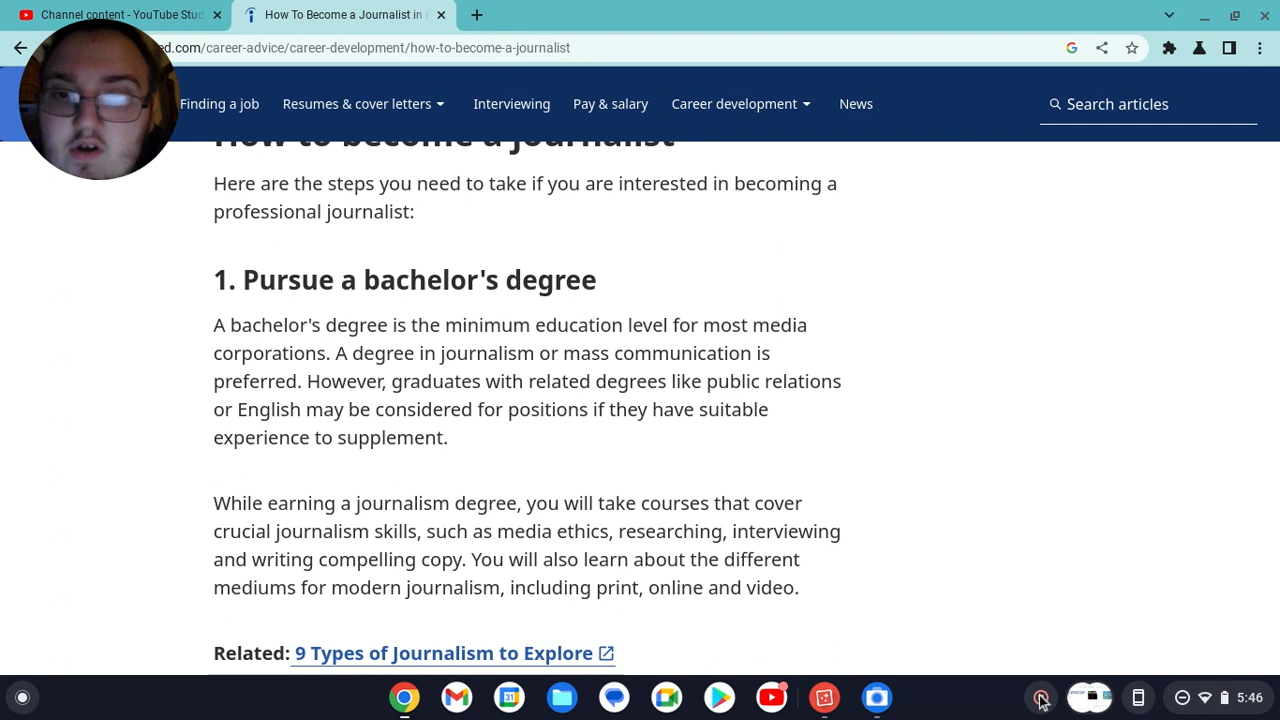 Channel content - YouTube Stud
How To Become a Journalist in
ed.com/career-advice/career-development/how-to-become-a-journalist
Finding a job
Resumes & cover letters
Interviewing
Pay & salary
Career development
News
Search articles
How to become a journalist
Here are the steps you need to take if you are interested in becoming a
professional journalist:
1. Pursue a bachelor's degree
A bachelor's degree is the minimum education level for most media
corporations. A degree in journalism or mass communication is
preferred. However, graduates with related degrees like public relations
or English may be considered for positions if they have suitable
experience to supplement.
While earning a journalism degree, you will take courses that cover
crucial journalism skills, such as media ethics, researching, interviewing
and writing compelling copy. You will also learn about the different
mediums for modern journalism, including print, online and video.
Related: 9 Types of Journalism to Explore
31
5:46